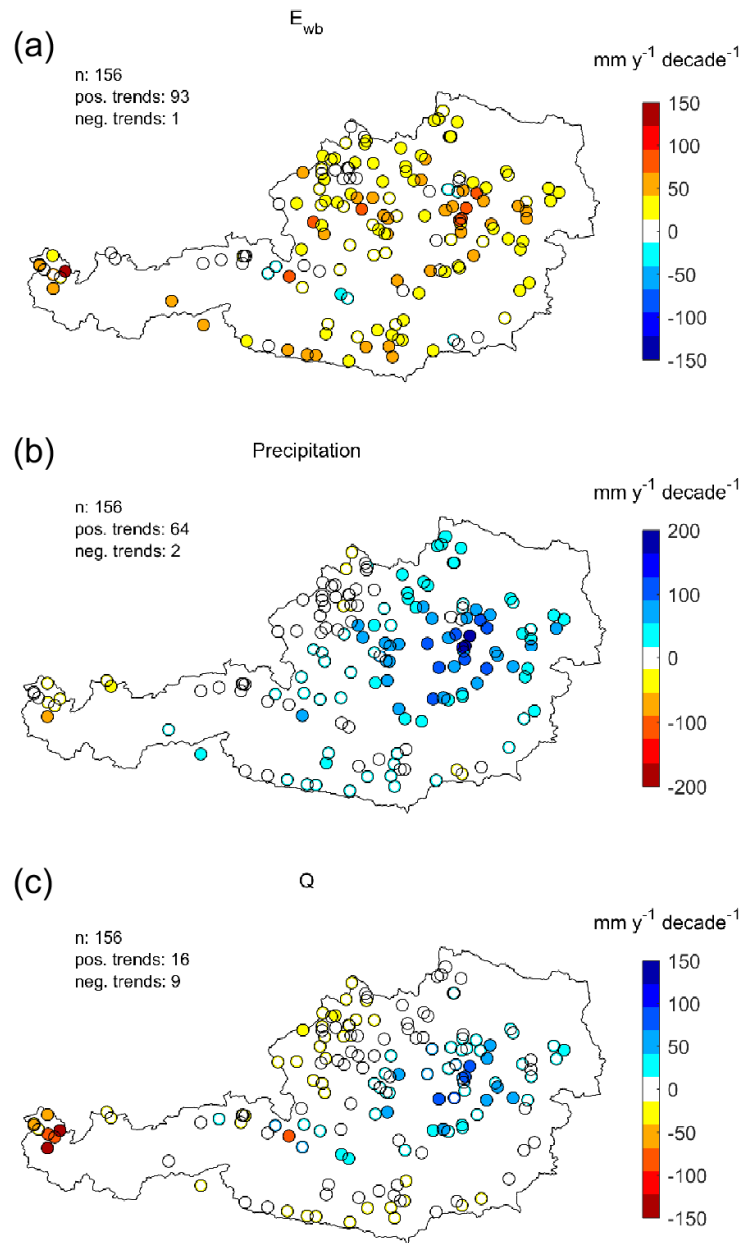 E_wb
(a)
mm y⁻¹ decade⁻¹
n: 156
pos. trends: 93
neg. trends: 1
150
100
50
0
-50
-100
-150
(b)
Precipitation
mm y⁻¹ decade⁻¹
n: 156
pos. trends: 64
neg. trends: 2
200
100
0
-100
-200
(c)
Q
mm y⁻¹ decade⁻¹
n: 156
pos. trends: 16
neg. trends: 9
150
100
50
0
-50
-100
-150